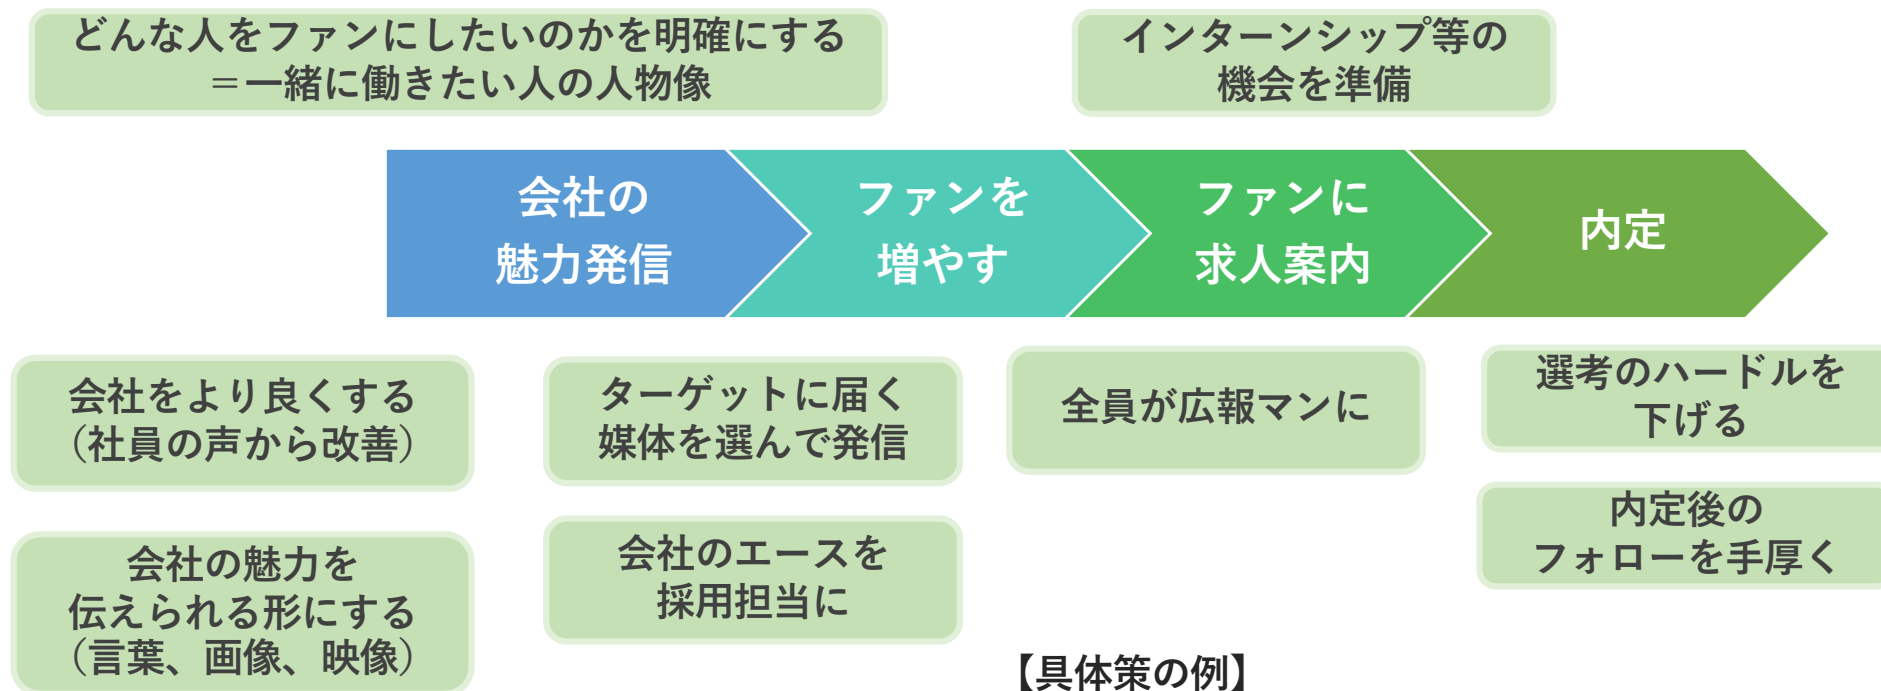 どんな人をファンにしたいのかを明確にする
＝一緒に働きたい人の人物像
インターンシップ等の
機会を準備
会社の
魅力発信
ファンを
増やす
ファンに
求人案内
内定
会社をより良くする
（社員の声から改善）
ターゲットに届く
媒体を選んで発信
全員が広報マンに
選考のハードルを
下げる
会社の魅力を
伝えられる形にする
（言葉、画像、映像）
会社のエースを
採用担当に
内定後の
フォローを手厚く
【具体策の例】